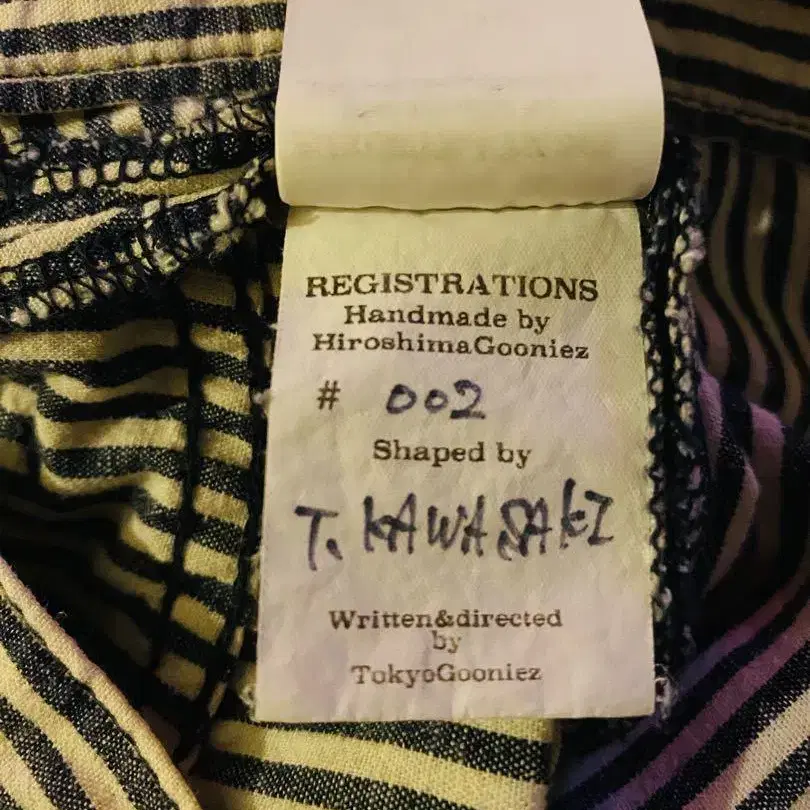 REGISTRATIONS
Handmade by
HiroshimaGooniez
# 002
Shaped by
T. KAWASAKI
Written&directed
by
TokyoGooniez